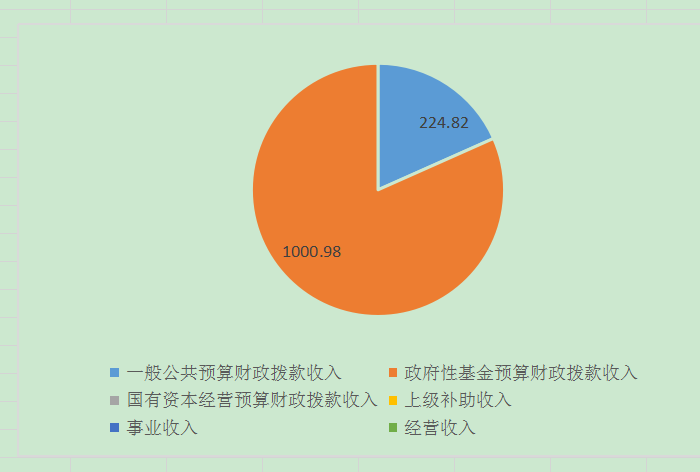 224.82
1000.98
一般公共预算财政拨款收入
政府性基金预算财政拨款收入
国有资本经营预算财政拨款收入
上级补助收入
事业收入
经营收入